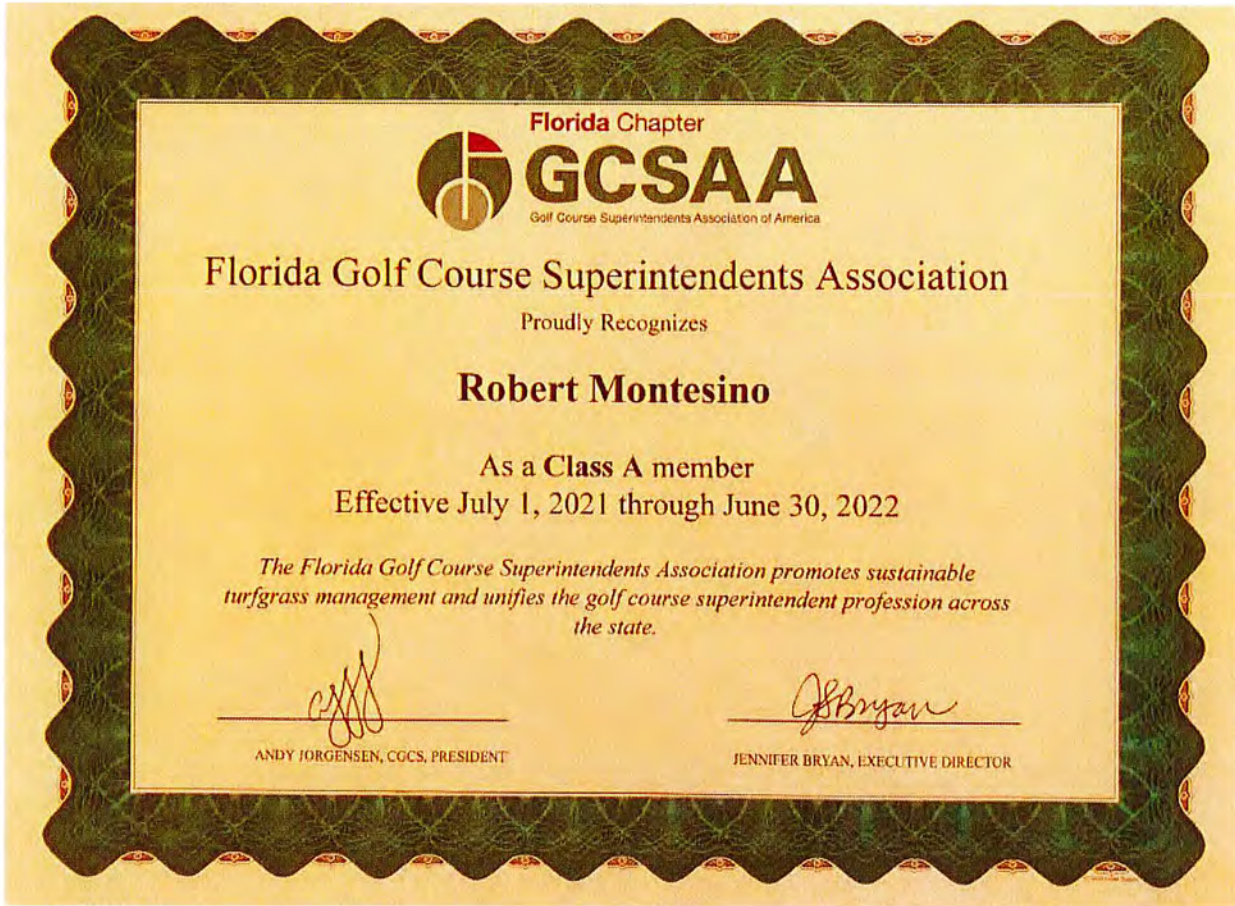 Florida Chapter
GCSAA
Golf Course Superintendents Association of America
Florida Golf Course Superintendents Association
Proudly Recognizes
Robert Montesino
As a Class A member
Effective July 1, 2021 through June 30, 2022
The Florida Golf Course Superintendents Association promotes sustainable
turfgrass management and unifies the golf course superintendent profession across
the state.
JSBryan
ANDY JORGENSEN, CGCS, PRESIDENT
JENNIFER BRYAN, EXECUTIVE DIRECTOR